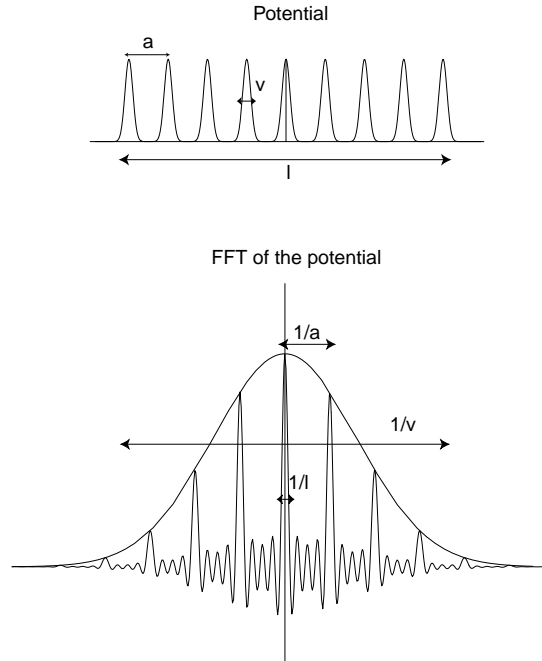 Potential
a
v
l
FFT of the potential
1/a
1/v
1/l